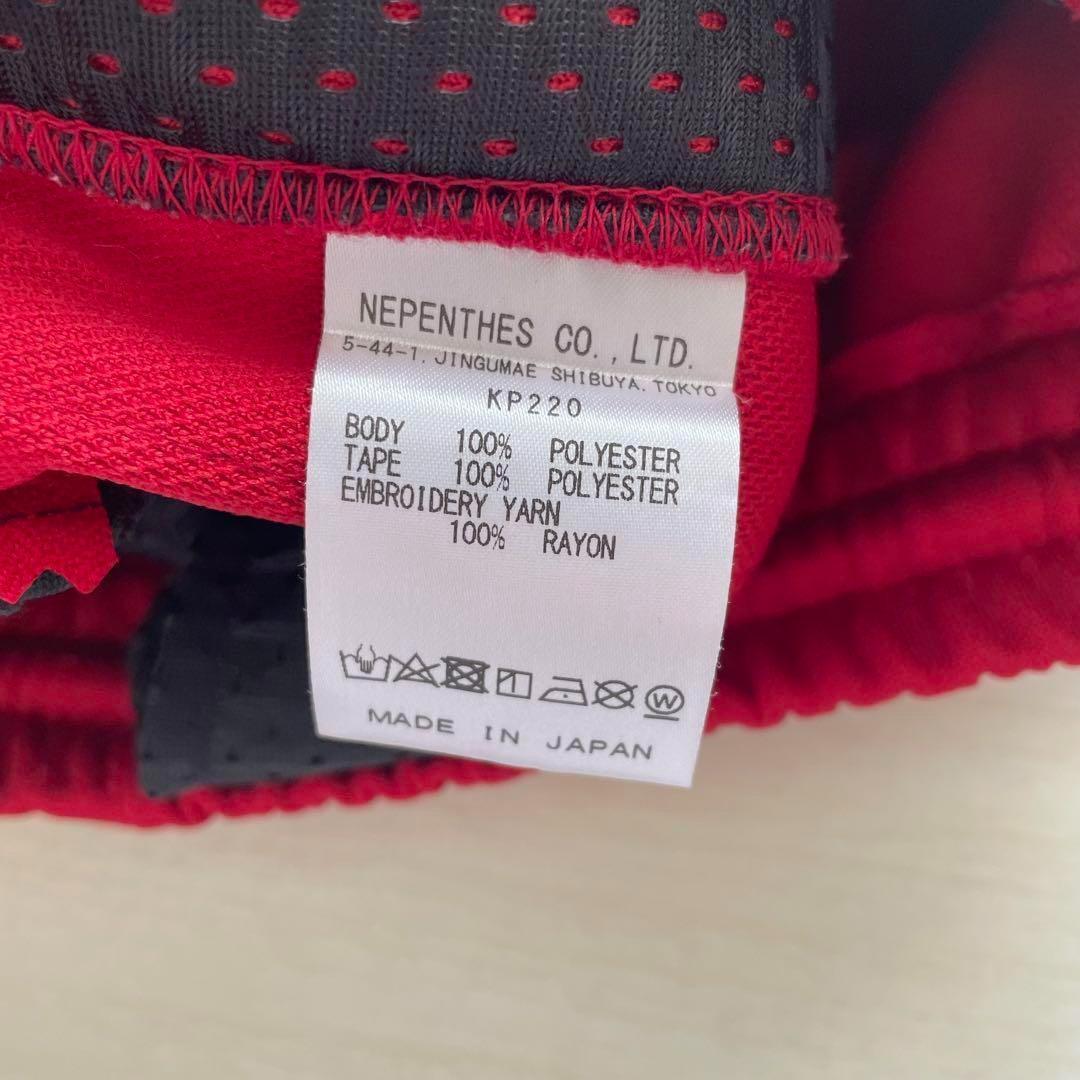 NEPENTHES CO.,LTD.
5-44-1. JINGUMAE SHIBUYA. TOKYO
KP220
BODY 100% POLYESTER
TAPE 100% POLYESTER
EMBROIDERY YARN
100% RAYON
W
MADE IN JAPAN